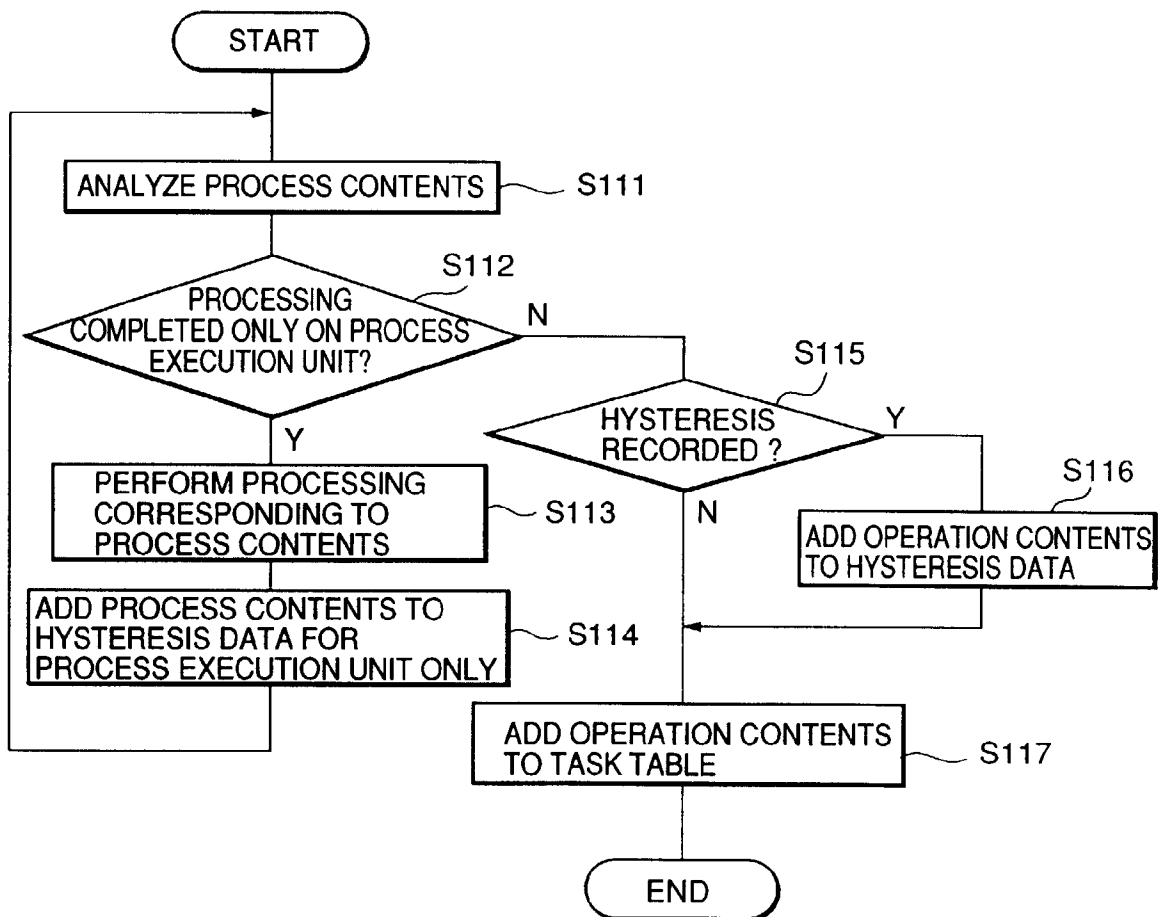 START
ANALYZE PROCESS CONTENTS
S111
S112
PROCESSING
COMPLETED ONLY ON PROCESS
EXECUTION UNIT?
N
Y
PERFORM PROCESSING
CORRESPONDING TO
PROCESS CONTENTS
S113
ADD PROCESS CONTENTS TO
HYSTERESIS DATA FOR
PROCESS EXECUTION UNIT ONLY
S114
S115
HYSTERESIS
RECORDED ?
Y
N
S116
ADD OPERATION CONTENTS
TO HYSTERESIS DATA
ADD OPERATION CONTENTS
TO TASK TABLE
S117
END